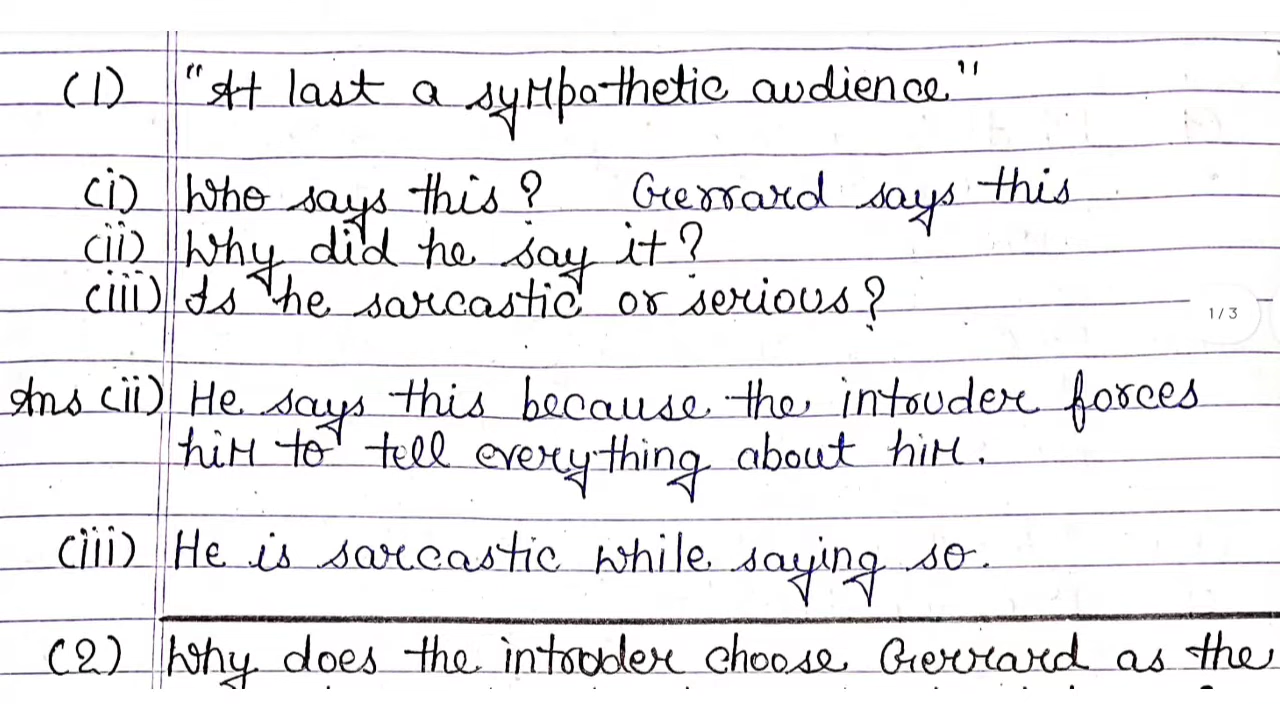 (1) "At last a sympathetic audience"
(i) Who says this? Gerrard says this
(ii) Why did he say it?
(iii) Is he sarcastic or serious?
1/3
Ans (ii) He says this because the intruder forces
him to tell everything about him.
(iii) He is sarcastic while saying so.
(2) Why does the intruder choose Gerrard as the